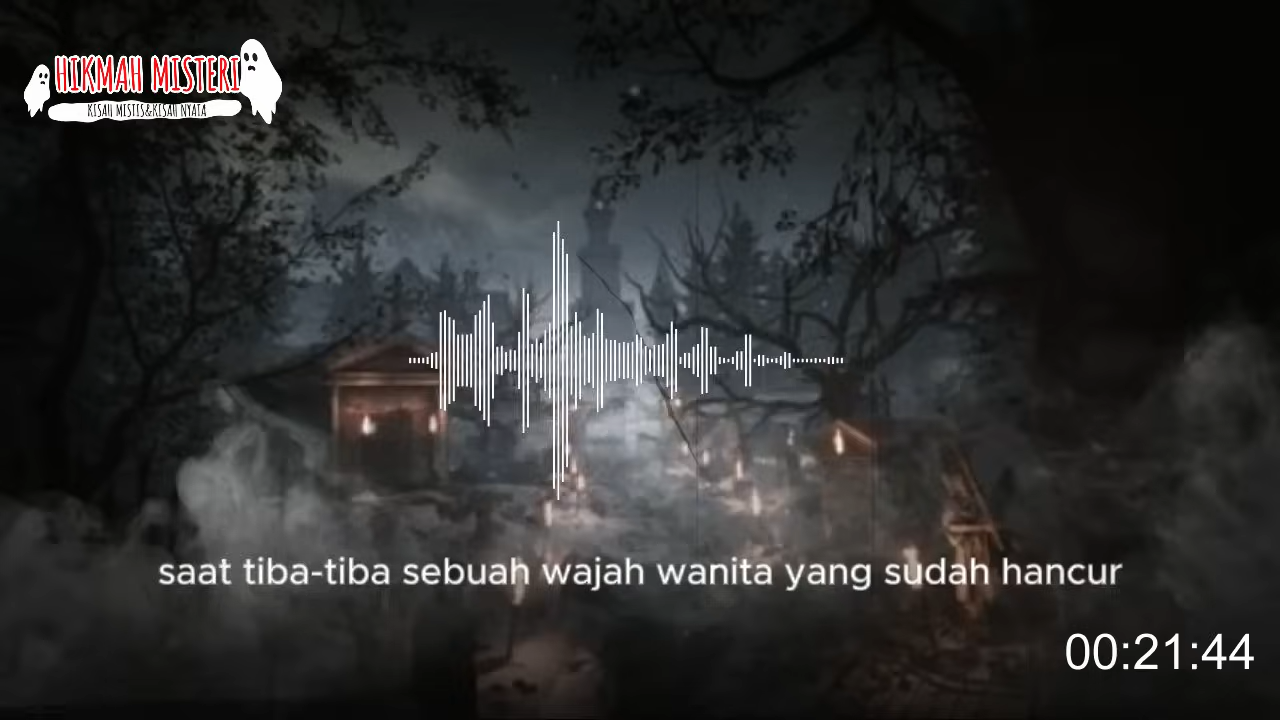 HIKMAH MISTERI
KISAH MISTIS&KISAH NYATA
saat tiba-tiba sebuah wajah wanita yang sudah hancur
00:21:44